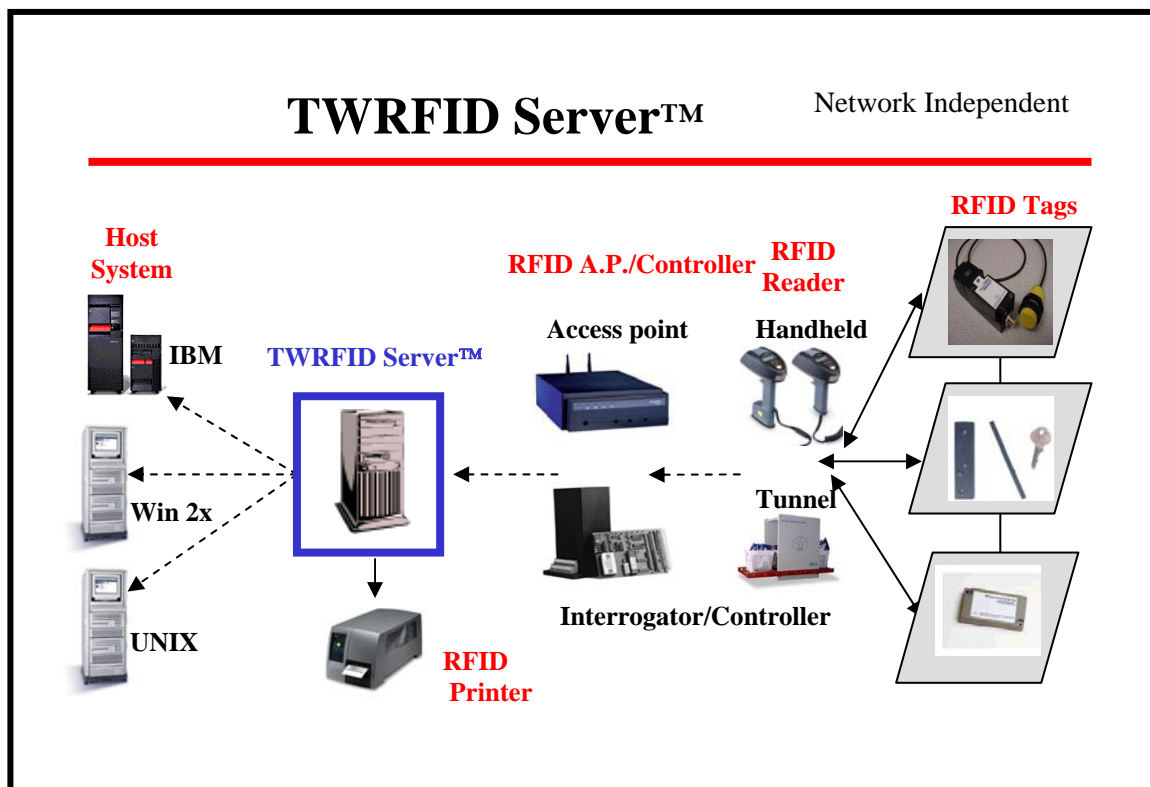 TWRFID Server™
Network Independent
RFID Tags
Host
System
RFID A.P./Controller
RFID
Reader
Access point
Handheld
IBM
TWRFID Server™
Win 2x
Tunnel
Interrogator/Controller
UNIX
RFID
Printer